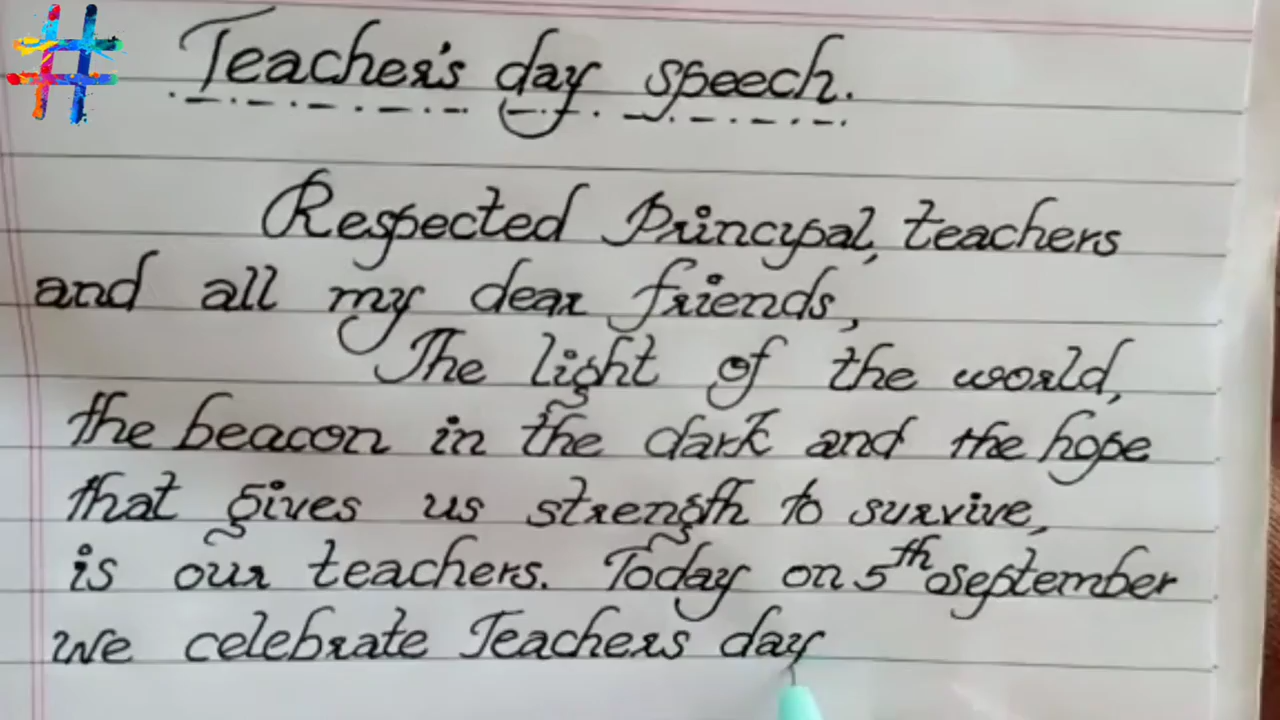 Teacher's day speech.
Respected Principal, teachers
and all my dear friends,
The light of the world,
the beacon in the dark and the hope
that gives us strength to survive,
is our teachers. Today on 5th september
we celebrate Teachers day